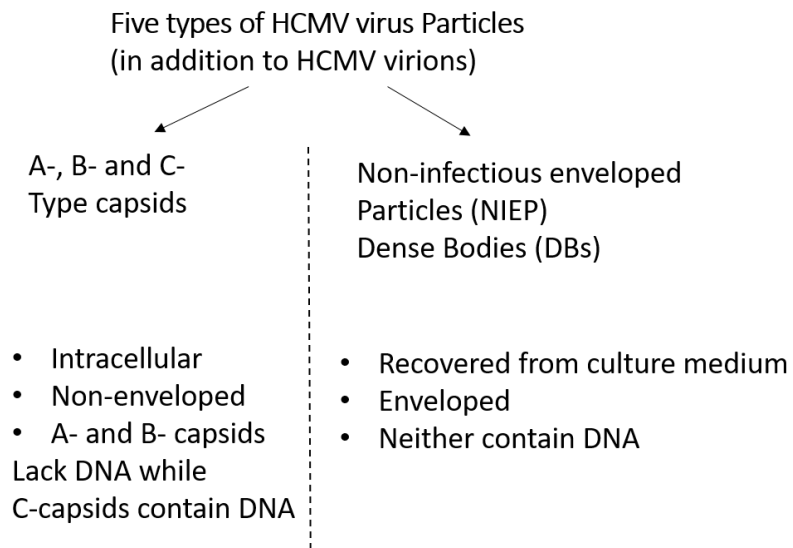 Five types of HCMV virus Particles
(in addition to HCMV virions)
A-, B- and C-
Type capsids
• Intracellular
• Non-enveloped
• A- and B- capsids
Lack DNA while
C-capsids contain DNA
Non-infectious enveloped
Particles (NIEP)
Dense Bodies (DBs)
• Recovered from culture medium
• Enveloped
• Neither contain DNA